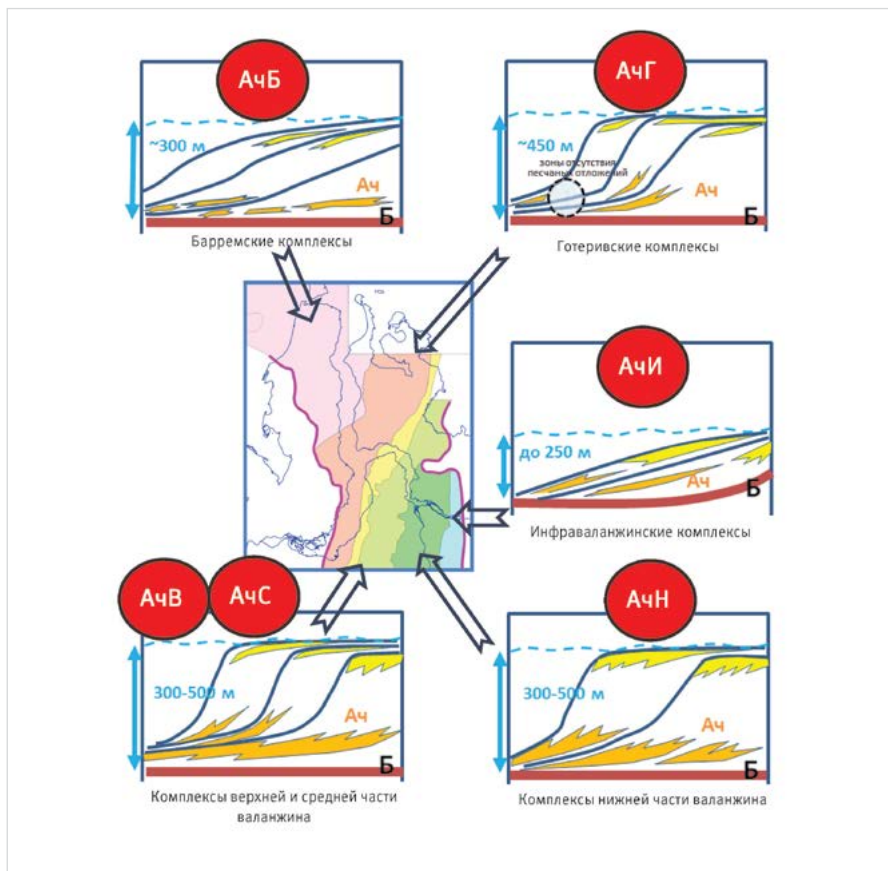 АчБ
~300 м
Ач
Б
Барремские комплексы
АчГ
~450 м
зоны отсутствия
песчаных отложений
Ач
Б
Готеривские комплексы
АчИ
до 250 м
Ач
Б
Инфраваланжинские комплексы
АчВ
АчС
300-500 м
Ач
Б
Комплексы верхней и средней части
валанжина
АчН
300-500 м
Ач
Б
Комплексы нижней части валанжина